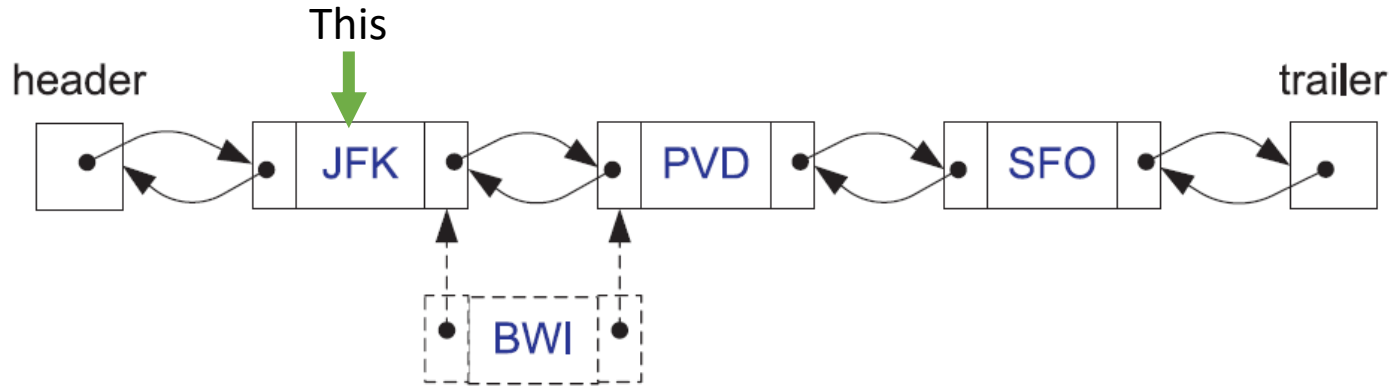 This
header
trailer
JFK
PVD
SFO
BWI